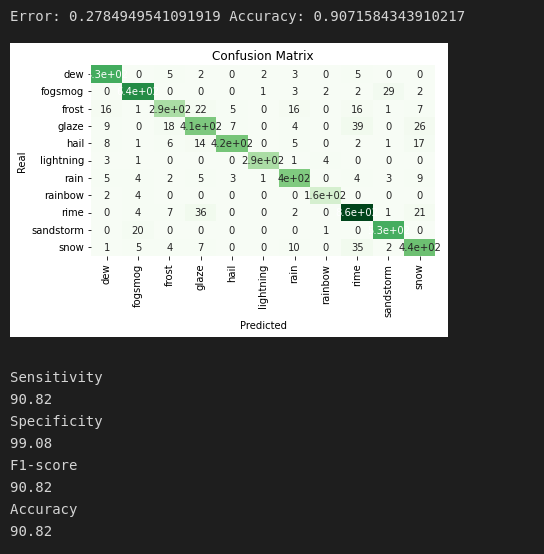 Error: 0.2784949541091919 Accuracy: 0.9071584343910217
Confusion Matrix
Real
dew 0 5 2 0 2 3 0 5 0 0
fogsmog 0 0 0 0 0 1 3 2 2 29 2
frost 16 1 2.9e+02 22 5 0 16 0 16 1 7
glaze 9 0 18 4.1e+02 7 0 4 0 39 0 26
hail 8 1 6 14 4.2e+02 0 5 0 2 1 17
lightning 3 1 0 0 0 2.9e+02 1 4 0 0 0
rain 5 4 2 5 3 1 4e+02 0 4 3 9
rainbow 2 4 0 0 0 0 0 1.6e+02 0 0 0
rime 0 4 7 36 0 0 2 0 1 21
sandstorm 0 20 0 0 0 0 0 1 0 0
snow 1 5 4 7 0 0 10 0 35 2 4.4e+02
dew fogsmog frost glaze hail lightning rain rainbow rime sandstorm snow
Predicted
Sensitivity
90.82
Specificity
99.08
F1-score
90.82
Accuracy
90.82